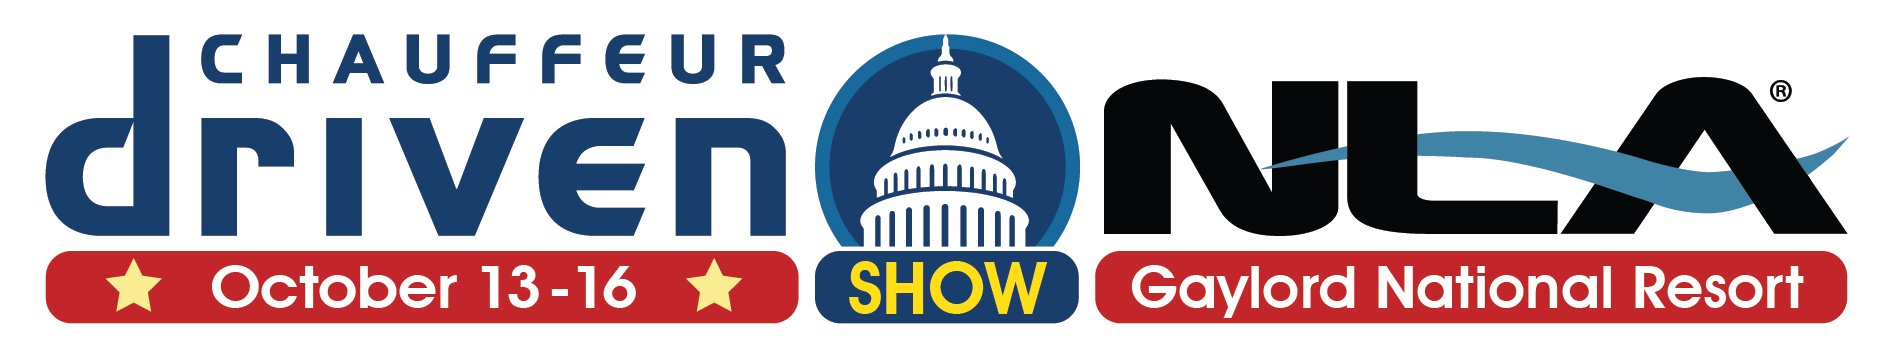 CHAUFFEUR
driven
October 13-16
SHOW
NLA®
Gaylord National Resort